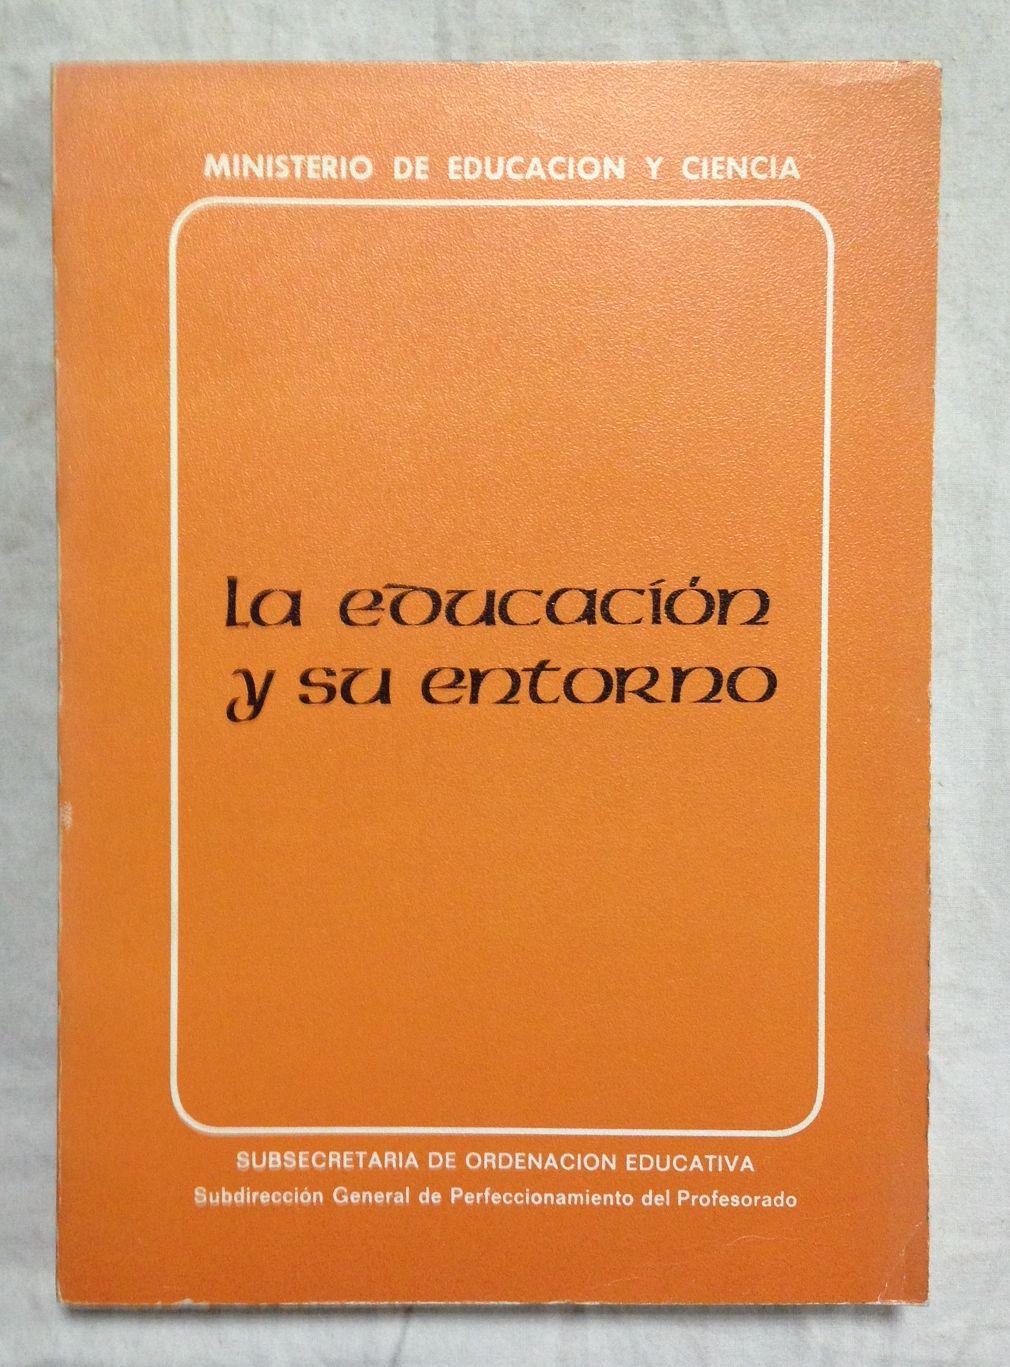 MINISTERIO DE EDUCACION Y CIENCIA
La educación
y su entorno
SUBSECRETARIA DE ORDENACION EDUCATIVA
Subdirección General de Perfeccionamiento del Profesorado